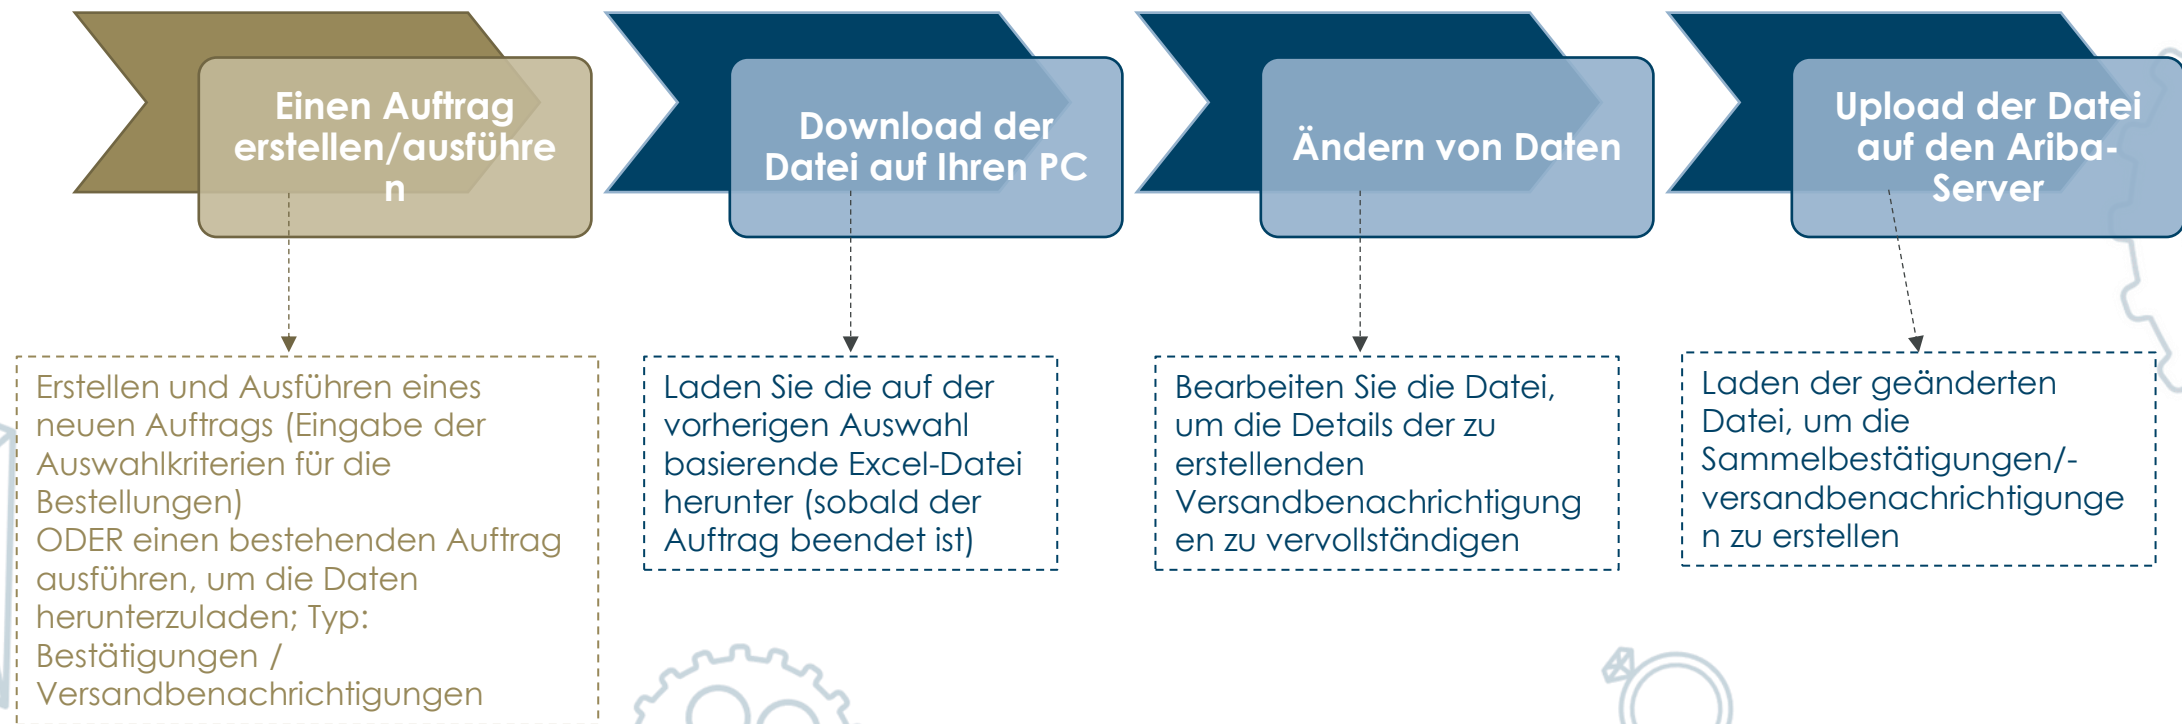 Einen Auftrag
erstellen/ausführe
n
Download der
Datei auf Ihren PC
Ändern von Daten
Upload der Datei
auf den Ariba-
Server
Erstellen und Ausführen eines
neuen Auftrags (Eingabe der
Auswahlkriterien für die
Bestellungen)
ODER einen bestehenden Auftrag
ausführen, um die Daten
herunterzuladen; Typ:
Bestätigungen /
Versandbenachrichtigungen
Laden Sie die auf der
vorherigen Auswahl
basierende Excel-Datei
herunter (sobald der
Auftrag beendet ist)
Bearbeiten Sie die Datei,
um die Details der zu
erstellenden
Versandbenachrichtigung
en zu vervollständigen
Laden der geänderten
Datei, um die
Sammelbestätigungen/-
versandbenachrichtigunge
n zu erstellen